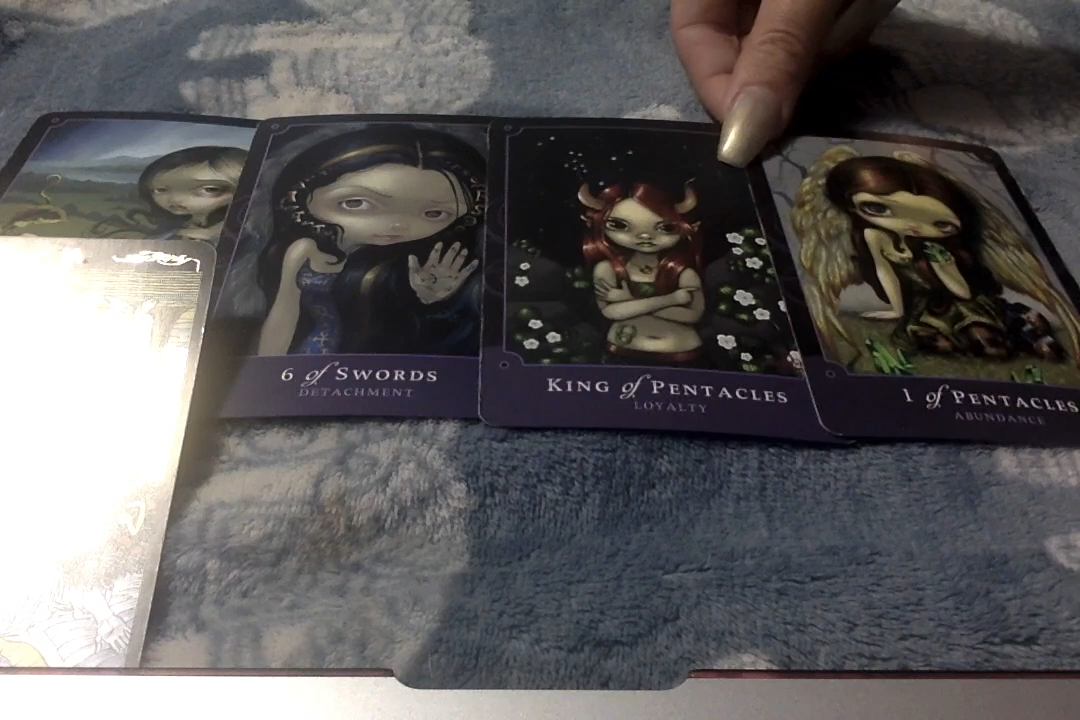 6 of SWORDS
DETACHMENT
KING of PENTACLES
LOYALTY
1 of PENTACLES
ABUNDANCE